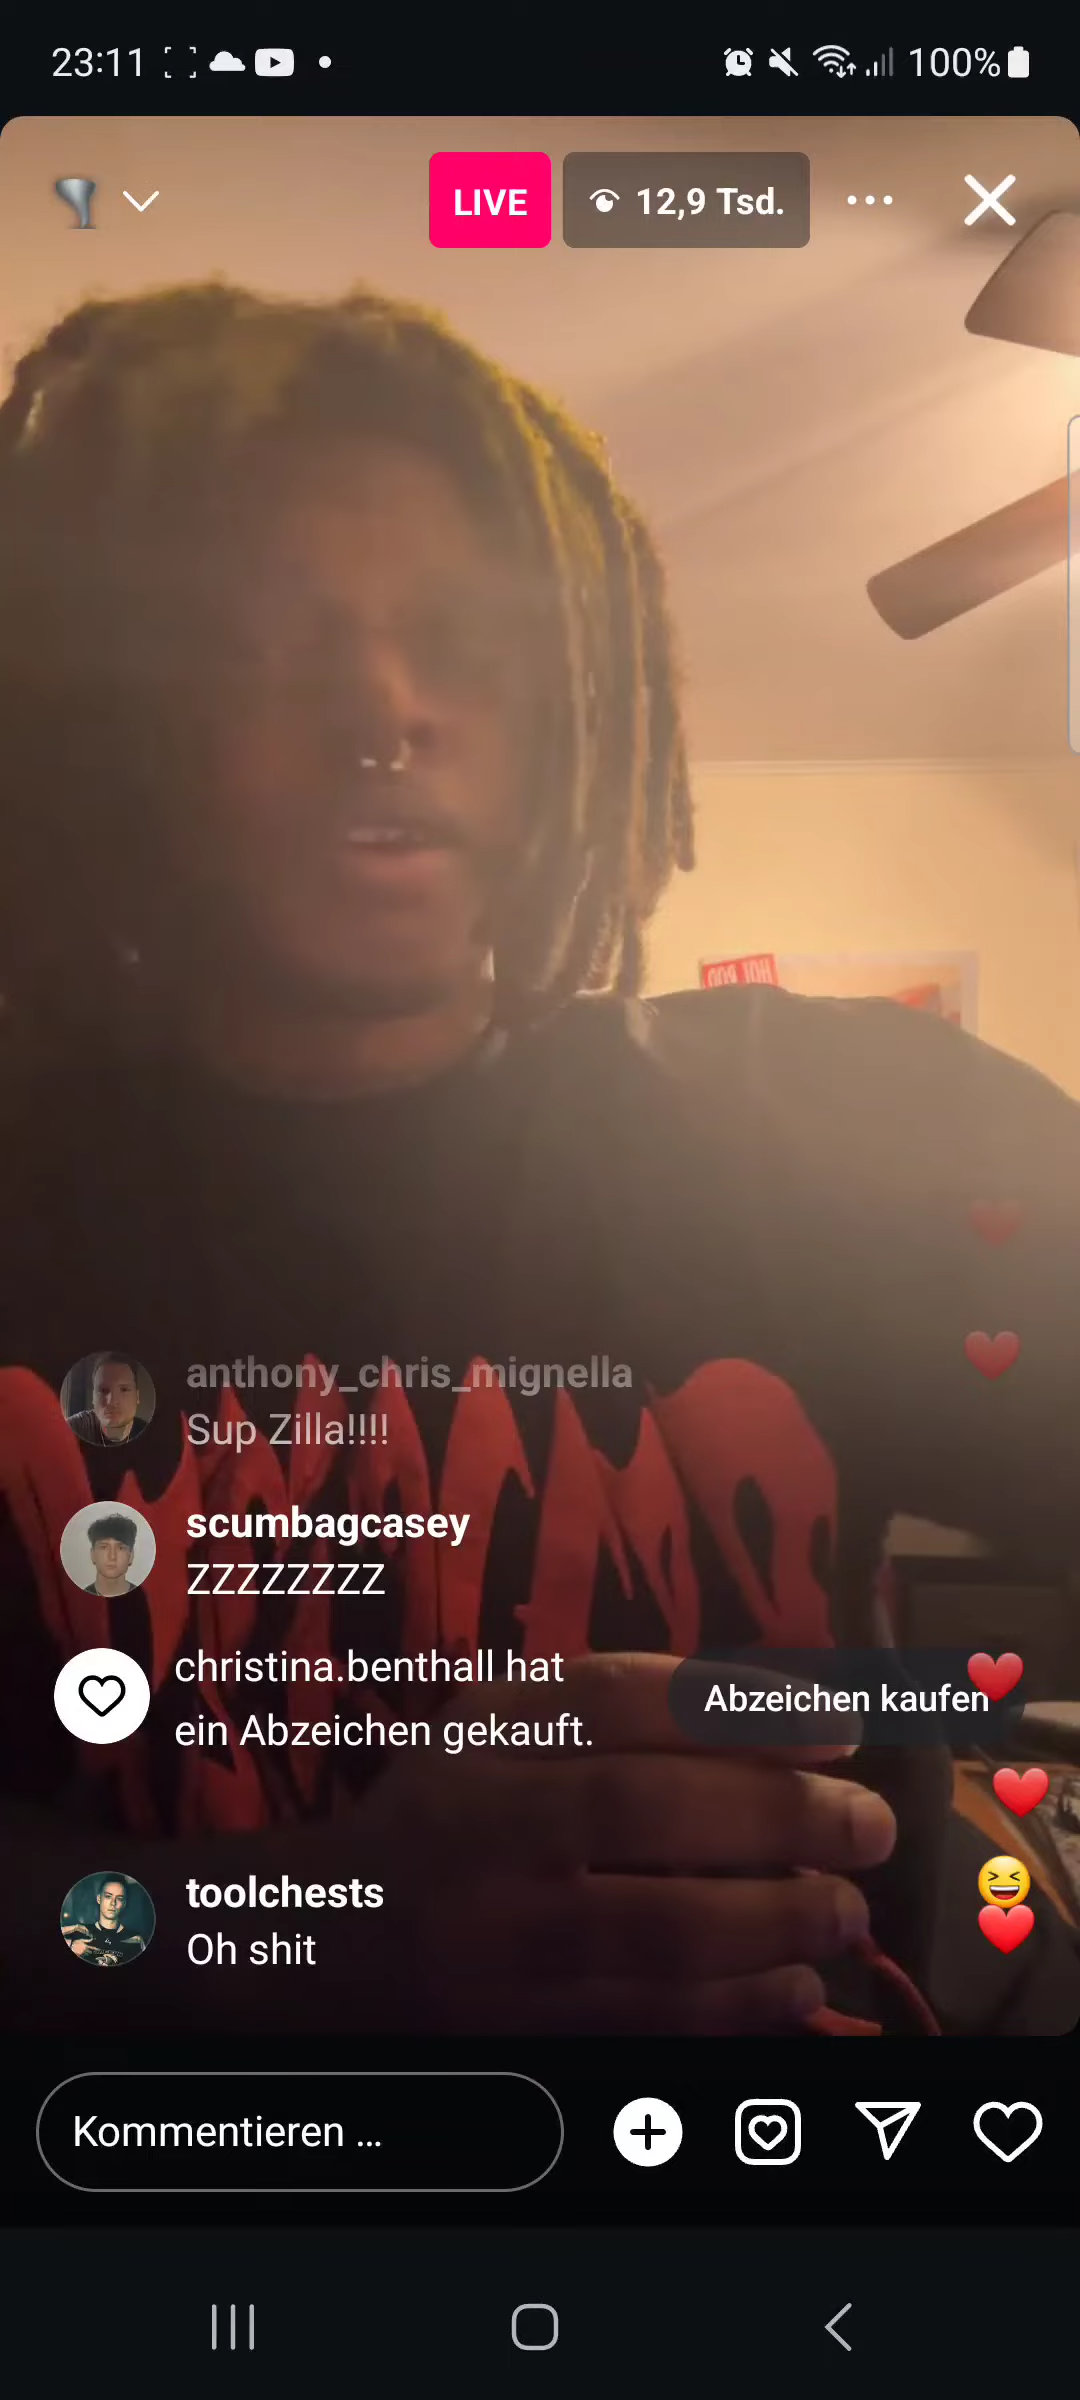 23:11
100%
LIVE
12,9 Tsd.
anthony_chris_mignella
Sup Zilla!!!!
scumbagcasey
ZZZZZZZZ
christina.benthall hat
ein Abzeichen gekauft.
Abzeichen kaufen
toolchests
Oh shit
Kommentieren ...